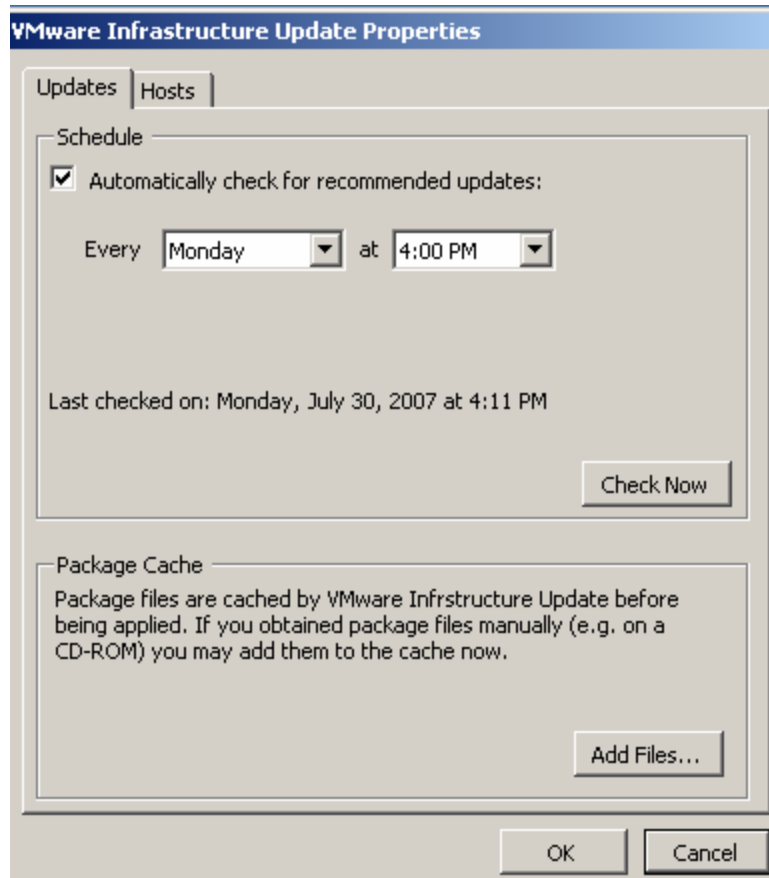 VMware Infrastructure Update Properties
Updates
Hosts
Schedule
Automatically check for recommended updates:
Every Monday at 4:00 PM
Last checked on: Monday, July 30, 2007 at 4:11 PM
Check Now
Package Cache
Package files are cached by VMware Infrstructure Update before
being applied. If you obtained package files manually (e.g. on a
CD-ROM) you may add them to the cache now.
Add Files...
OK
Cancel